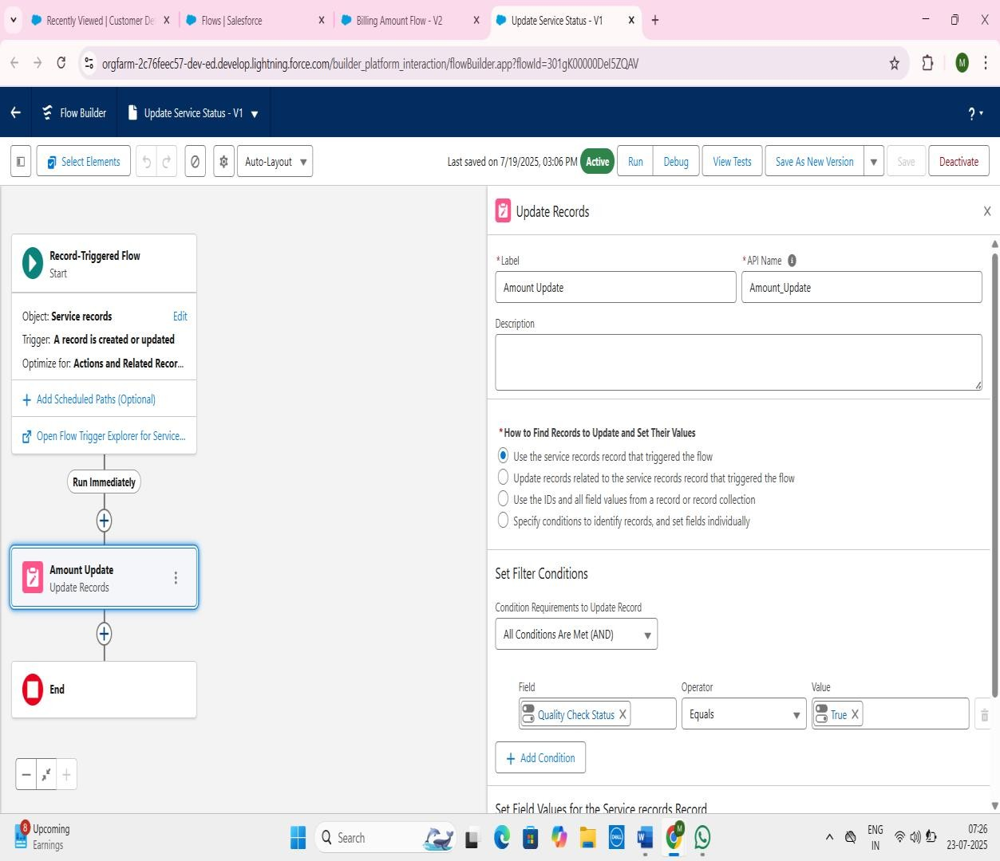 Recently Viewed | Customer De
Flows | Salesforce
Billing Amount Flow - V2
Update Service Status - V1
orgfarm-2c76feec57-dev-ed.develop.lightning.force.com/builder_platform_interaction/flowBuilder.app?flowId=301gK00000Del5ZQAV
M
Flow Builder
Update Service Status - V1
?
Select Elements
Auto-Layout
Last saved on 7/19/2025, 03:06 PM
Active
Run
Debug
View Tests
Save As New Version
Save
Deactivate
Record-Triggered Flow
Start
Object: Service records
Edit
Trigger: A record is created or updated
Optimize for: Actions and Related Recor...
Add Scheduled Paths (Optional)
Open Flow Trigger Explorer for Service...
Run Immediately
Amount Update
Update Records
End
Update Records
*Label
*API Name
Amount Update
Amount_Update
Description
*How to Find Records to Update and Set Their Values
Use the service records record that triggered the flow
Update records related to the service records record that triggered the flow
Use the IDs and all field values from a record or record collection
Specify conditions to identify records, and set fields individually
Set Filter Conditions
Condition Requirements to Update Record
All Conditions Are Met (AND)
Field
Operator
Value
Quality Check Status
Equals
True
+ Add Condition
Set Field Values for the Service records Record
8
Upcoming
Earnings
Search
DELL
W
M
ENG
IN
07:26
23-07-2025